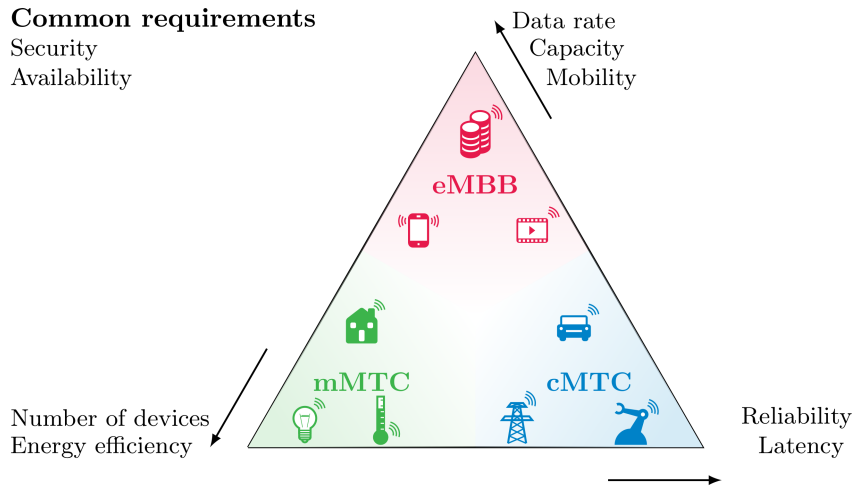 Common requirements
Security
Availability
Data rate
Capacity
Mobility
eMBB
mMTC
cMTC
Number of devices
Energy efficiency
Reliability
Latency